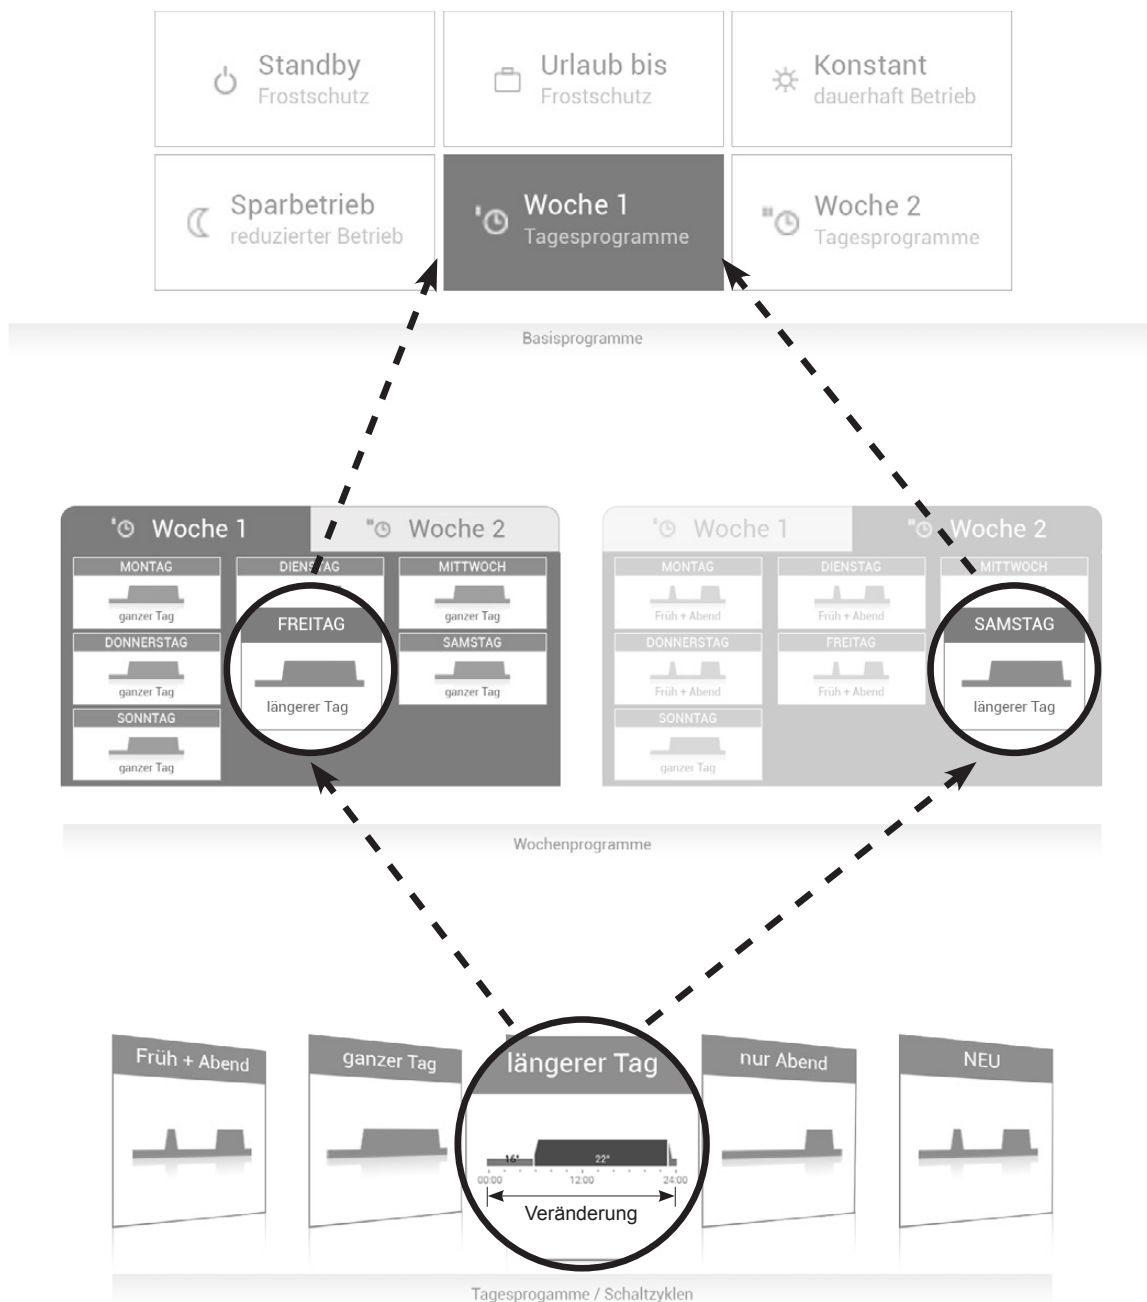 Standby
Frostschutz
Urlaub bis
Frostschutz
Konstant
dauerhaft Betrieb
Sparbetrieb
reduzierter Betrieb
Woche 1
Tagesprogramme
Woche 2
Tagesprogramme
Basisprogramme
Woche 1
Woche 2
MONTAG
ganzer Tag
DIENSTAG
MITTWOCH
ganzer Tag
DONNERSTAG
ganzer Tag
FREITAG
längerer Tag
SAMSTAG
ganzer Tag
SONNTAG
ganzer Tag
Woche 1
Woche 2
MONTAG
Früh + Abend
DIENSTAG
Früh + Abend
MITTWOCH
DONNERSTAG
Früh + Abend
FREITAG
Früh + Abend
SAMSTAG
längerer Tag
SONNTAG
ganzer Tag
Wochenprogramme
Früh + Abend
ganzer Tag
längerer Tag
16°
22°
00:00
12:00
24:00
Veränderung
nur Abend
NEU
Tagesprogamme / Schaltzyklen